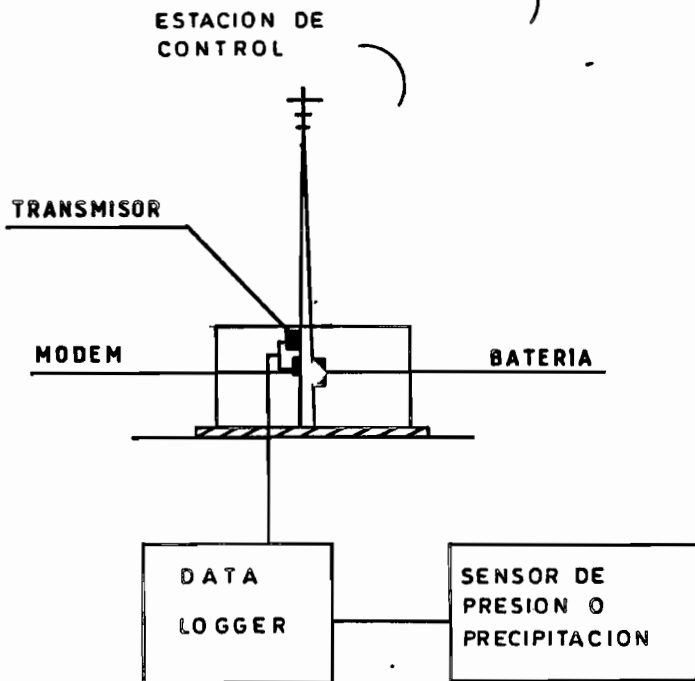 ESTACION DE
CONTROL
TRANSMISOR
MODEM
BATERIA
DATA
LOGGER
SENSOR DE
PRESION O
PRECIPITACION